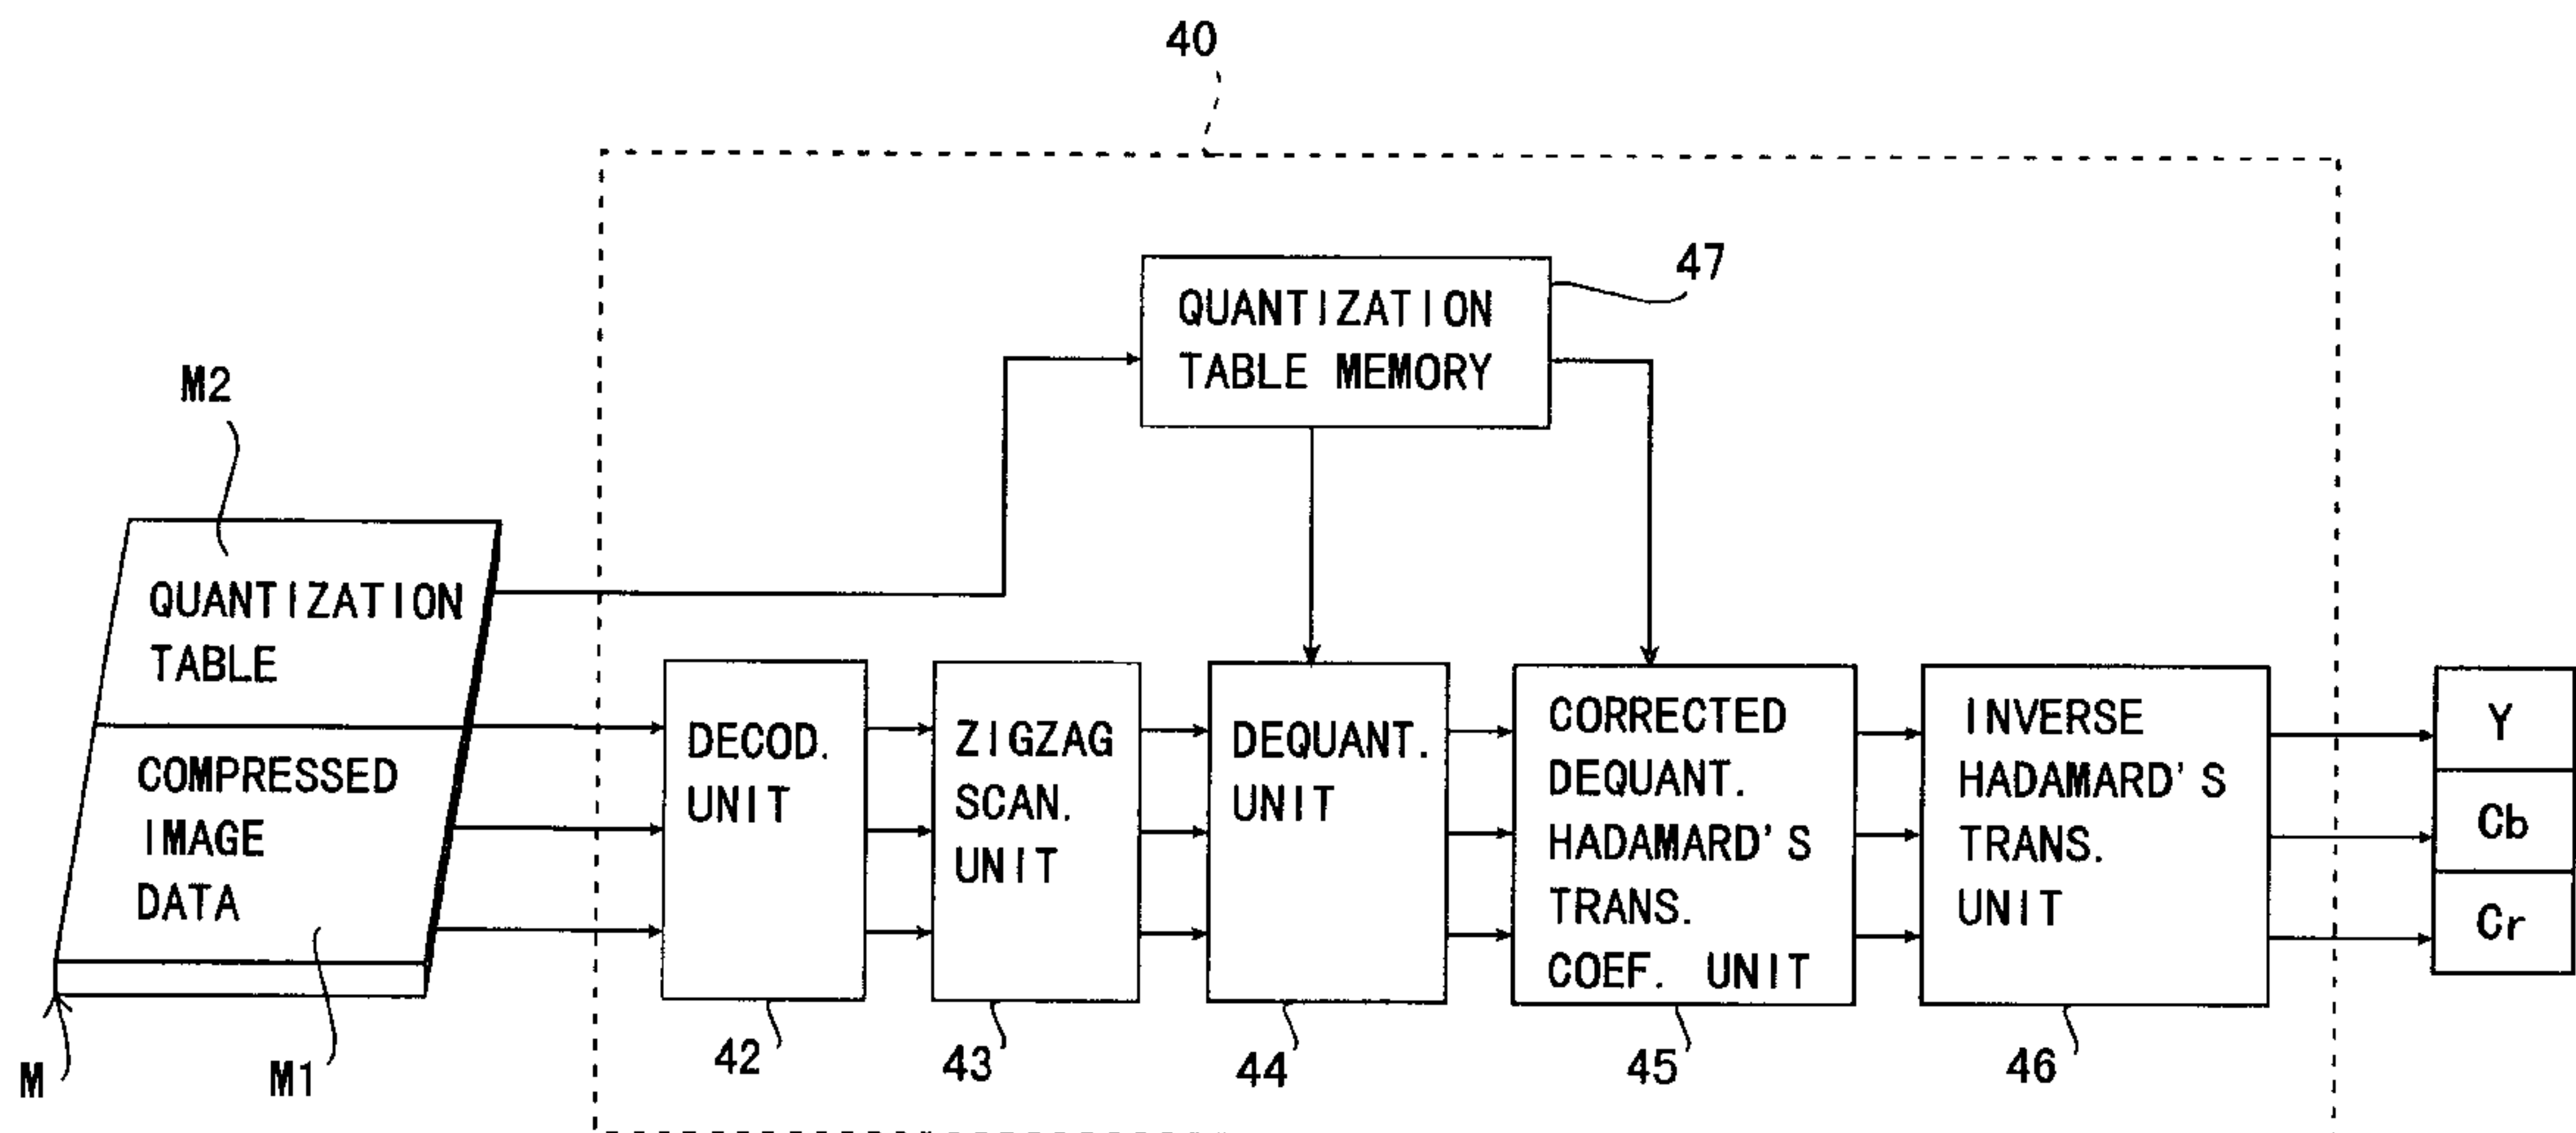 40
47
QUANTIZATION
TABLE MEMORY
M2
QUANTIZATION
TABLE
COMPRESSED
IMAGE
DATA
DECOD.
UNIT
ZIGZAG
SCAN.
UNIT
DEQUANT.
UNIT
CORRECTED
DEQUANT.
HADAMARD'S
TRANS.
COEF. UNIT
INVERSE
HADAMARD'S
TRANS.
UNIT
Y
Cb
Cr
M
M1
42
43
44
45
46